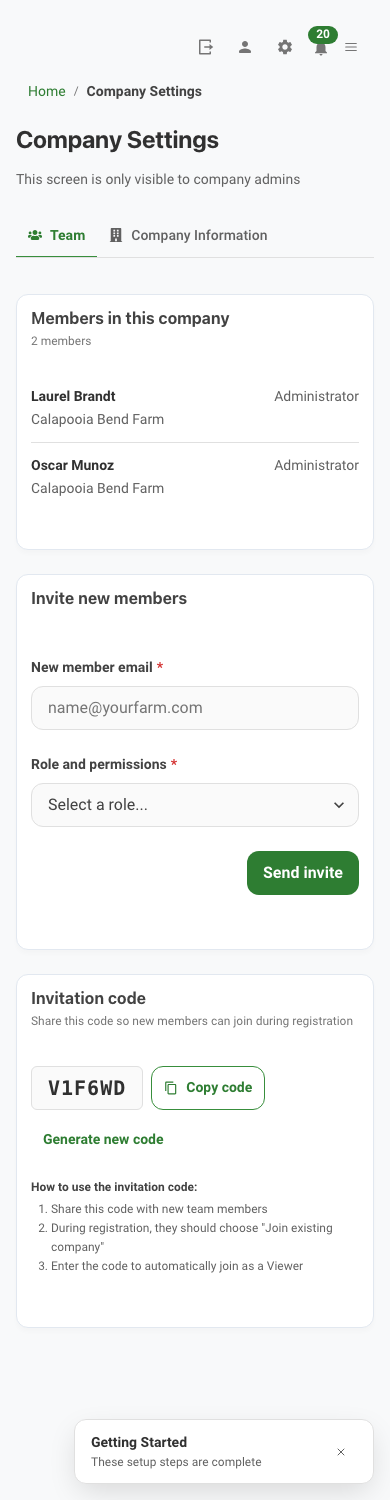 20
Home / Company Settings
Company Settings
This screen is only visible to company admins
Team Company Information
Members in this company
2 members
Laurel Brandt Administrator
Calapooia Bend Farm
Oscar Munoz Administrator
Calapooia Bend Farm
Invite new members
New member email *
name@yourfarm.com
Role and permissions *
Select a role...
Send invite
Invitation code
Share this code so new members can join during registration
V1F6WD Copy code
Generate new code
How to use the invitation code:
1. Share this code with new team members
2. During registration, they should choose "Join existing
company"
3. Enter the code to automatically join as a Viewer
Getting Started
These setup steps are complete